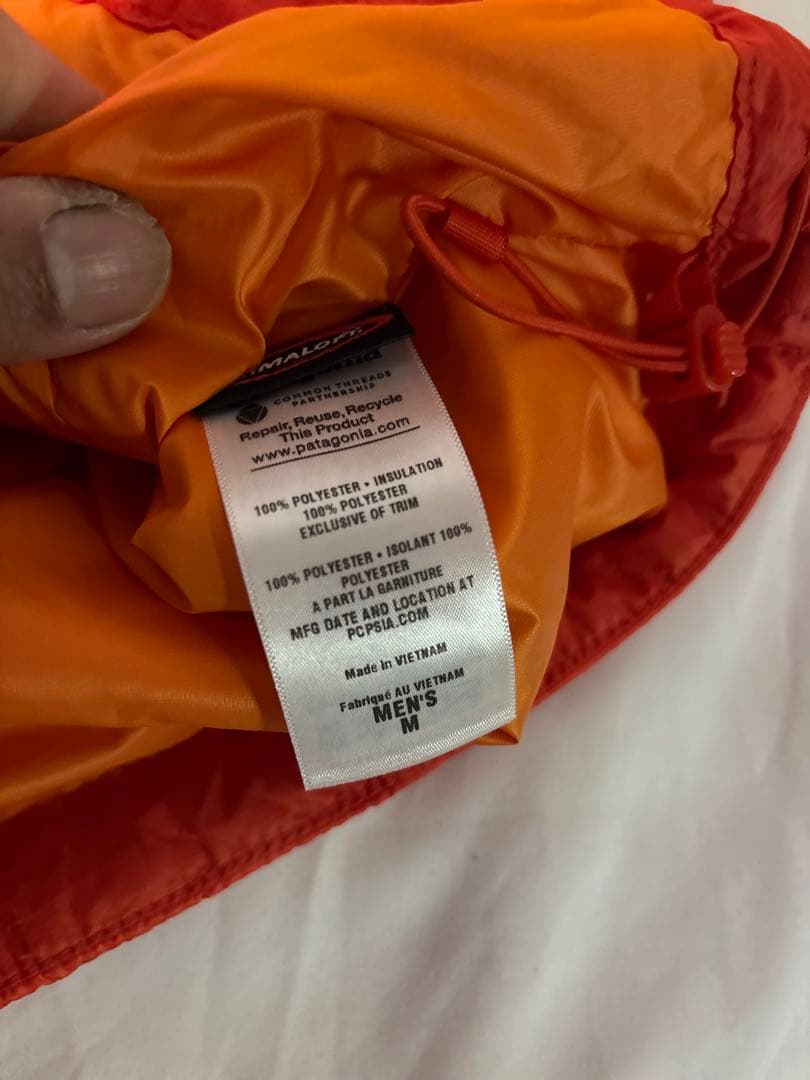 IMALOFT.
COMMON THREADS
PARTNERSHIP
Repair, Reuse, Recycle
This Product
www.patagonia.com
100% POLYESTER • INSULATION
100% POLYESTER
EXCLUSIVE OF TRIM
100% POLYESTER • ISOLANT 100%
POLYESTER
A PART LA GARNITURE
MFG DATE AND LOCATION AT
PCPSIA.COM
Made in VIETNAM
Fabriqué AU VIETNAM
MEN'S
M